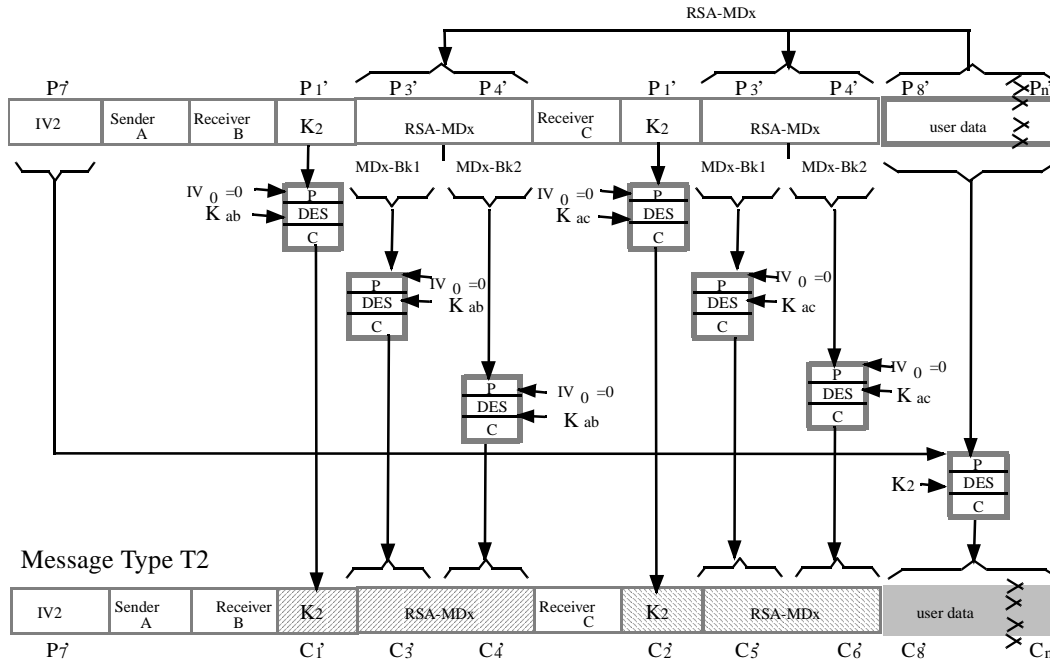 RSA-MDx
P7' P1' P3' P4' P1' P3' P4' P8' Pn'
IV2 Sender A Receiver B K2 RSA-MDx Receiver C K2 RSA-MDx user data
MDx-Bk1 MDx-Bk2 MDx-Bk1 MDx-Bk2
IV 0 =0 P IV 0 =0 P
K ab DES K ac DES
C C
P IV 0 =0 P IV 0 =0
DES K ab DES K ac
C C
P IV 0 =0
DES K ab
C
P IV 0 =0
DES K ac
C
P
K2 DES
C
Message Type T2
IV2 Sender A Receiver B K2 RSA-MDx Receiver C K2 RSA-MDx user data
P7' C1' C3' C4' C2' C5' C6' C8'